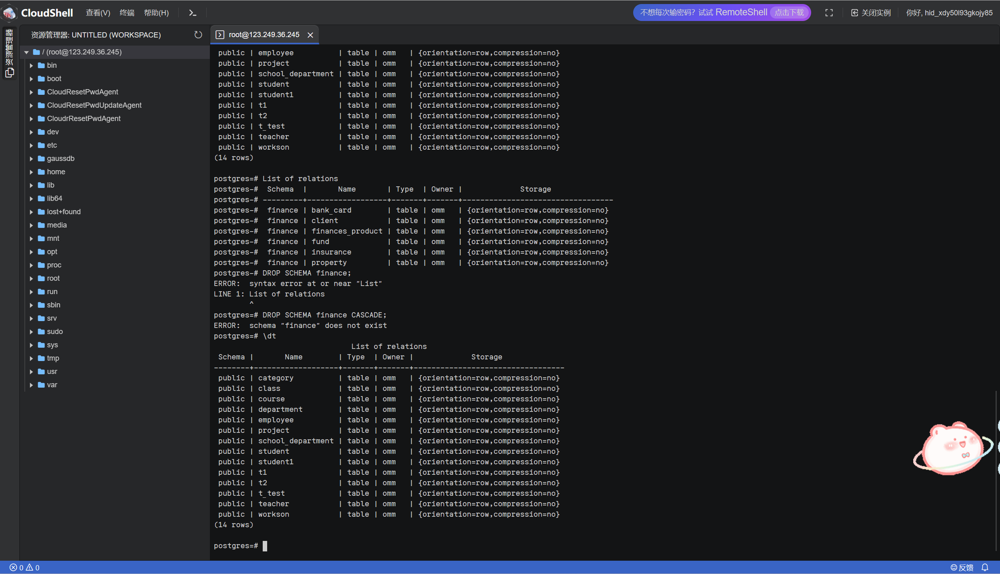 CloudShell 查看(V) 终端 帮助(H) 不想每次输密码？试试 RemoteShell 点击下载 关闭实例 你好, hid_xdy50l93gkojy85
资源管理器
资源管理器: UNTITLED (WORKSPACE)
/ (root@123.249.36.245)
bin
boot
CloudResetPwdAgent
CloudResetPwdUpdateAgent
CloudrResetPwdAgent
dev
etc
gaussdb
home
lib
lib64
lost+found
media
mnt
opt
proc
root
run
sbin
srv
sudo
sys
tmp
usr
var
root@123.249.36.245
 public | employee          | table | omm   | {orientation=row,compression=no}
 public | project           | table | omm   | {orientation=row,compression=no}
 public | school_department | table | omm   | {orientation=row,compression=no}
 public | student           | table | omm   | {orientation=row,compression=no}
 public | student1          | table | omm   | {orientation=row,compression=no}
 public | t1                | table | omm   | {orientation=row,compression=no}
 public | t2                | table | omm   | {orientation=row,compression=no}
 public | t_test            | table | omm   | {orientation=row,compression=no}
 public | teacher           | table | omm   | {orientation=row,compression=no}
 public | workson           | table | omm   | {orientation=row,compression=no}
(14 rows)
postgres=# List of relations
postgres-#  Schema  |       Name       | Type  | Owner |             Storage
postgres-# ---------+------------------+-------+-------+----------------------------------
postgres-#  finance | bank_card        | table | omm   | {orientation=row,compression=no}
postgres-#  finance | client           | table | omm   | {orientation=row,compression=no}
postgres-#  finance | finances_product | table | omm   | {orientation=row,compression=no}
postgres-#  finance | fund             | table | omm   | {orientation=row,compression=no}
postgres-#  finance | insurance        | table | omm   | {orientation=row,compression=no}
postgres-#  finance | property         | table | omm   | {orientation=row,compression=no}
postgres-# DROP SCHEMA finance;
ERROR:  syntax error at or near "List"
LINE 1: List of relations
        ^
postgres=# DROP SCHEMA finance CASCADE;
ERROR:  schema "finance" does not exist
postgres=# \dt
                               List of relations
 Schema |       Name        | Type  | Owner |             Storage
--------+-------------------+-------+-------+----------------------------------
 public | category          | table | omm   | {orientation=row,compression=no}
 public | class             | table | omm   | {orientation=row,compression=no}
 public | course            | table | omm   | {orientation=row,compression=no}
 public | department        | table | omm   | {orientation=row,compression=no}
 public | employee          | table | omm   | {orientation=row,compression=no}
 public | project           | table | omm   | {orientation=row,compression=no}
 public | school_department | table | omm   | {orientation=row,compression=no}
 public | student           | table | omm   | {orientation=row,compression=no}
 public | student1          | table | omm   | {orientation=row,compression=no}
 public | t1                | table | omm   | {orientation=row,compression=no}
 public | t2                | table | omm   | {orientation=row,compression=no}
 public | t_test            | table | omm   | {orientation=row,compression=no}
 public | teacher           | table | omm   | {orientation=row,compression=no}
 public | workson           | table | omm   | {orientation=row,compression=no}
(14 rows)
postgres=#
0 0 反馈